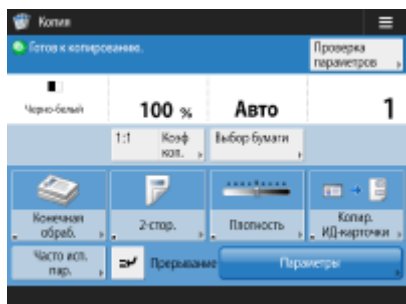 Копия
Готов к копированию.
Проверка
параметров
Черно-белый
100 %
Авто
1
1:1
Коэф
коп.
Выбор бумаги
Конечная
обраб.
2-стор.
Плотность
Копир.
ИД-карточки
Часто исп.
пар.
Прерывание
Параметры